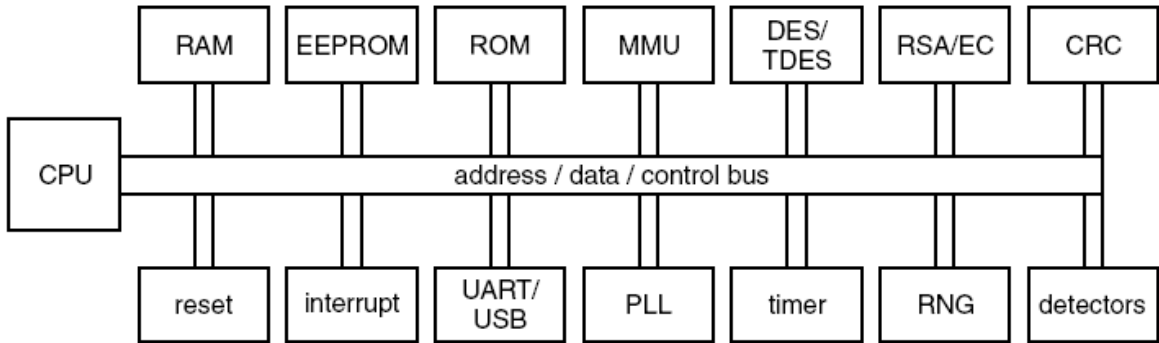 RAM
EEPROM
ROM
MMU
DES/
TDES
RSA/EC
CRC
CPU
address / data / control bus
reset
interrupt
UART/
USB
PLL
timer
RNG
detectors